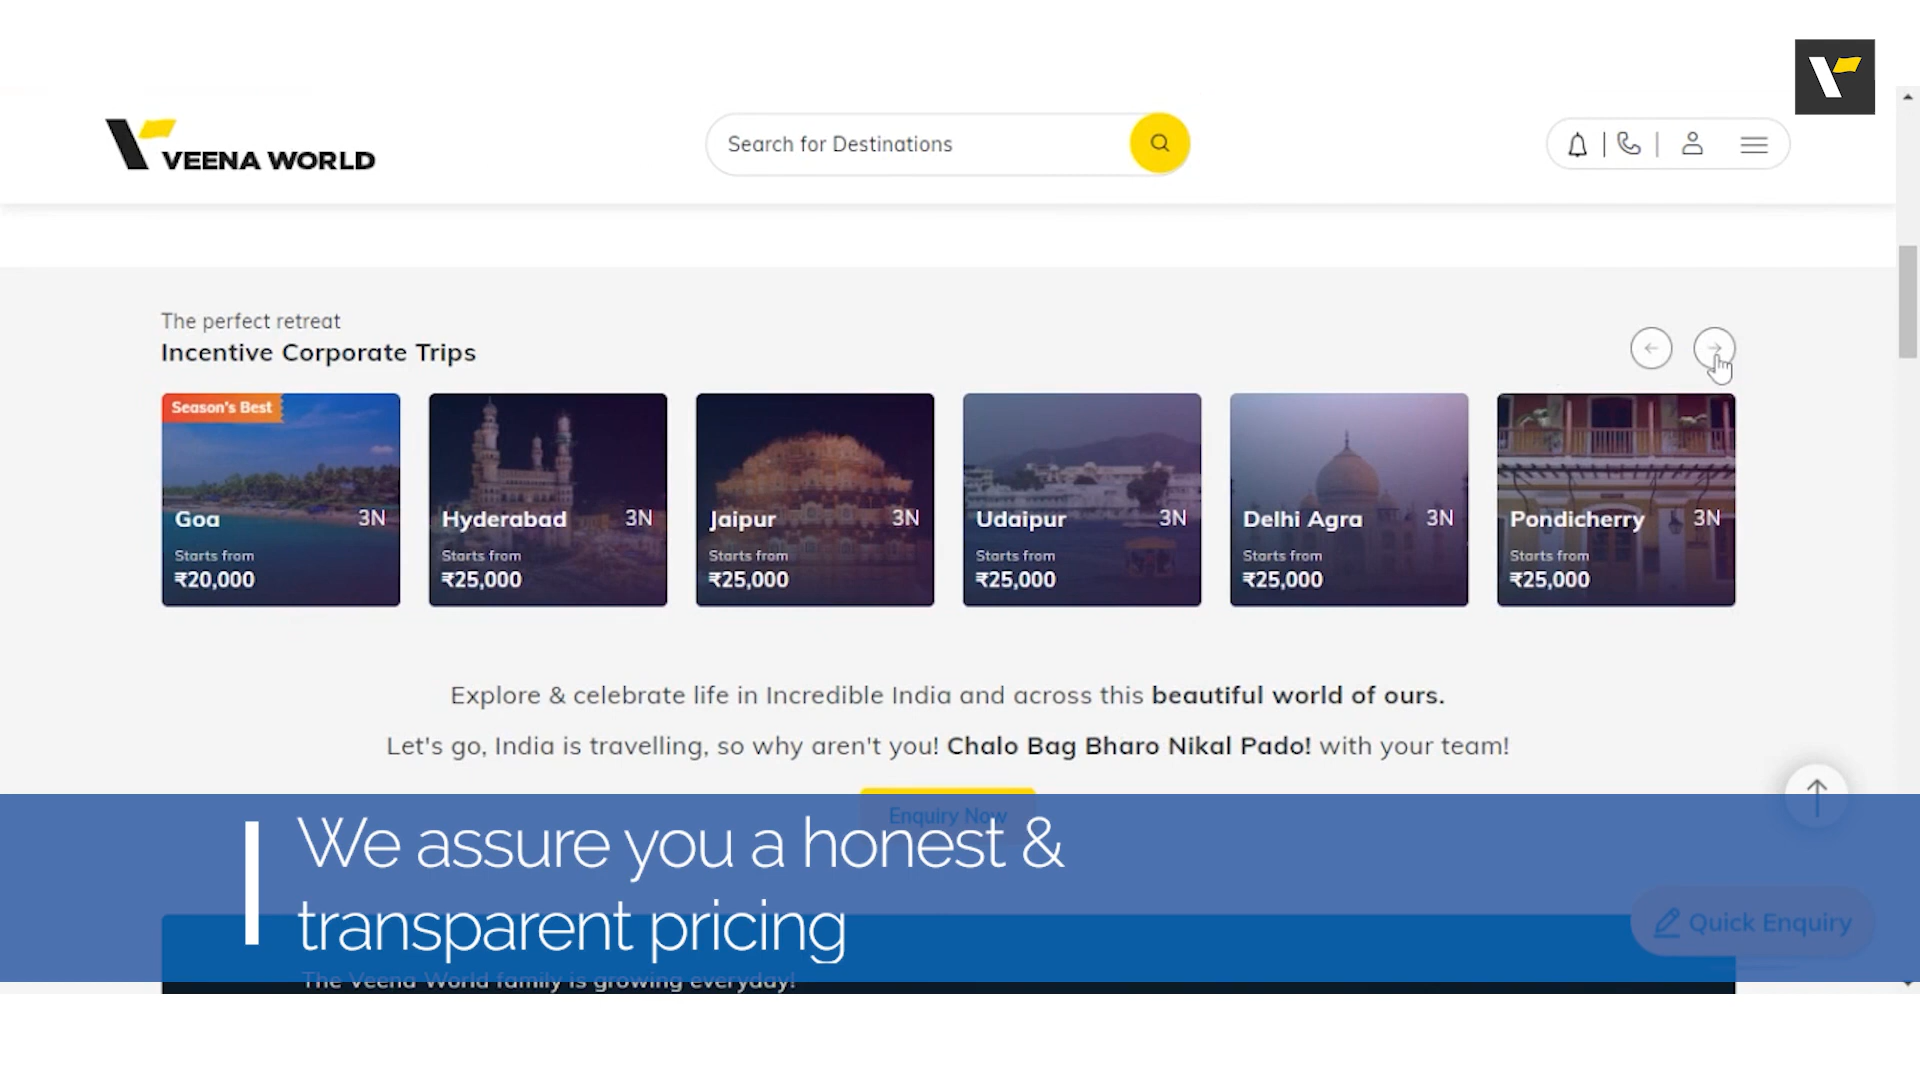 VEENA WORLD
Search for Destinations
The perfect retreat
Incentive Corporate Trips
Season's Best
Goa 3N
Starts from
₹20,000
Hyderabad 3N
Starts from
₹25,000
Jaipur 3N
Starts from
₹25,000
Udaipur 3N
Starts from
₹25,000
Delhi Agra 3N
Starts from
₹25,000
Pondicherry 3N
Starts from
₹25,000
Explore & celebrate life in Incredible India and across this beautiful world of ours.
Let's go, India is travelling, so why aren't you! Chalo Bag Bharo Nikal Pado! with your team!
Enquiry Now
We assure you a honest &
transparent pricing
Quick Enquiry
The Veena World family is growing everyday!